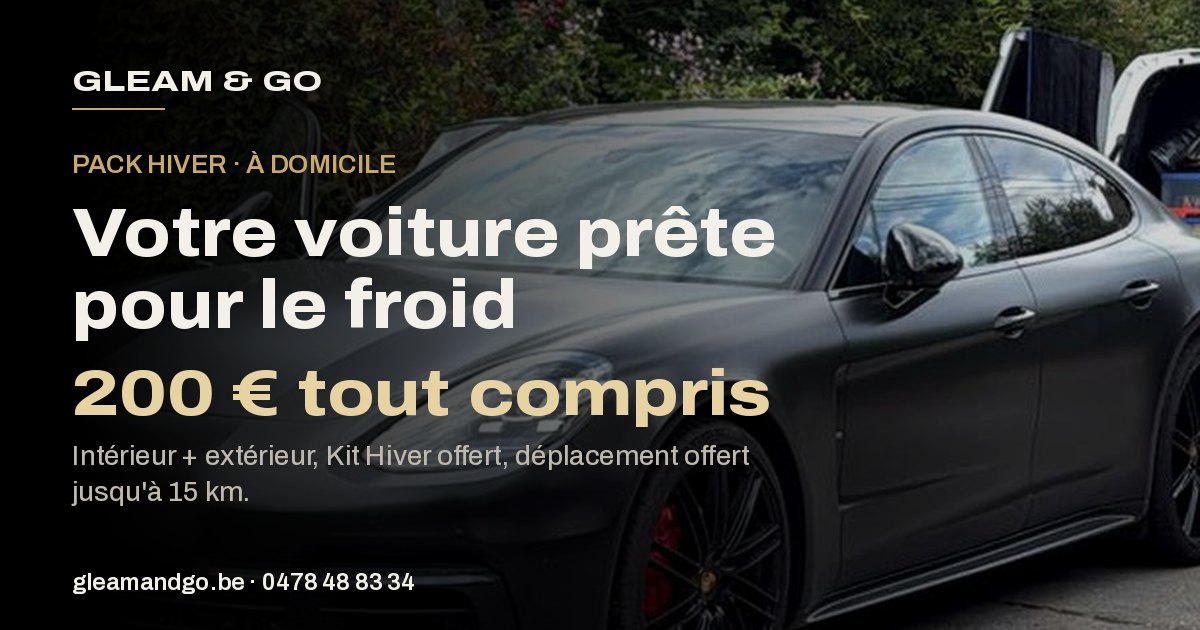 GLEAM & GO
PACK HIVER · À DOMICILE
Votre voiture prête
pour le froid
200 € tout compris
Intérieur + extérieur, Kit Hiver offert, déplacement offert
jusqu'à 15 km.
gleamandgo.be · 0478 48 83 34